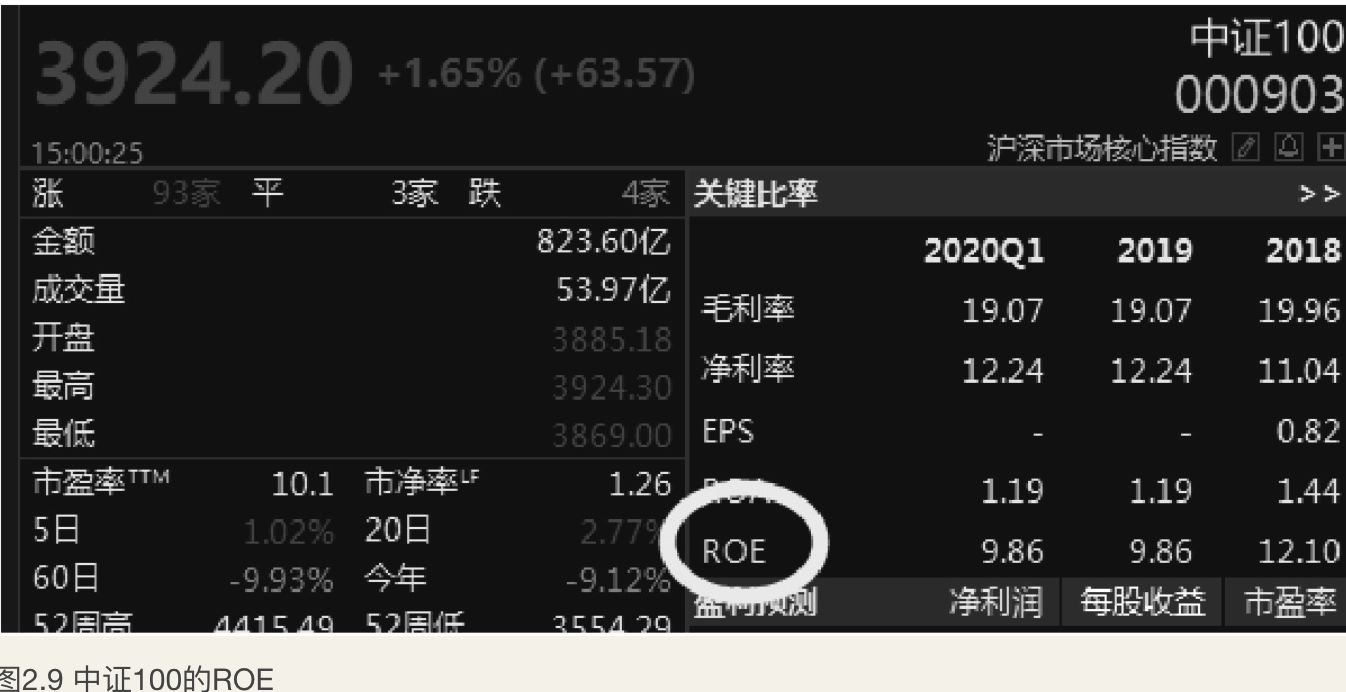 3924.20 +1.65% (+63.57) 中证100
000903
15:00:25 沪深市场核心指数
涨 93家 平 3家 跌 4家 关键比率 >>
金额 823.60亿 2020Q1 2019 2018
成交量 53.97亿 毛利率 19.07 19.07 19.96
开盘 3885.18
最高 3924.30 净利率 12.24 12.24 11.04
最低 3869.00 EPS - - 0.82
市盈率TTM 10.1 市净率LF 1.26 1.19 1.19 1.44
5日 1.02% 20日 2.77% ROE 9.86 9.86 12.10
60日 -9.93% 今年 -9.12% 盈利预测 净利润 每股收益 市盈率
52周高 4415.49 52周低 3554.29
图2.9 中证100的ROE